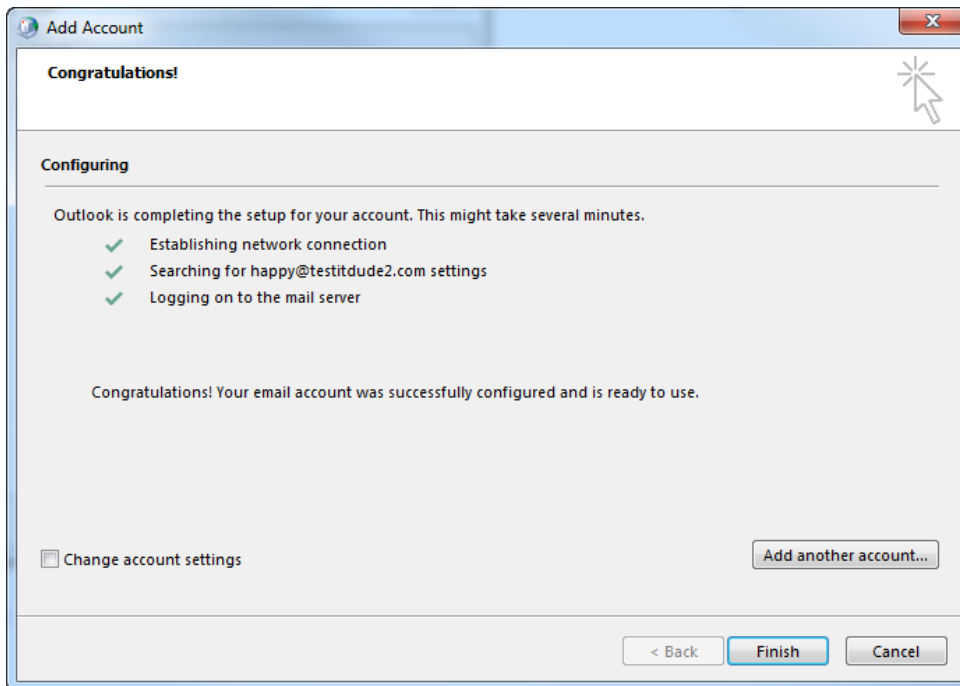 Add Account
Congratulations!
Configuring
Outlook is completing the setup for your account. This might take several minutes.
Establishing network connection
Searching for happy@testitdude2.com settings
Logging on to the mail server
Congratulations! Your email account was successfully configured and is ready to use.
Change account settings
Add another account...
< Back
Finish
Cancel